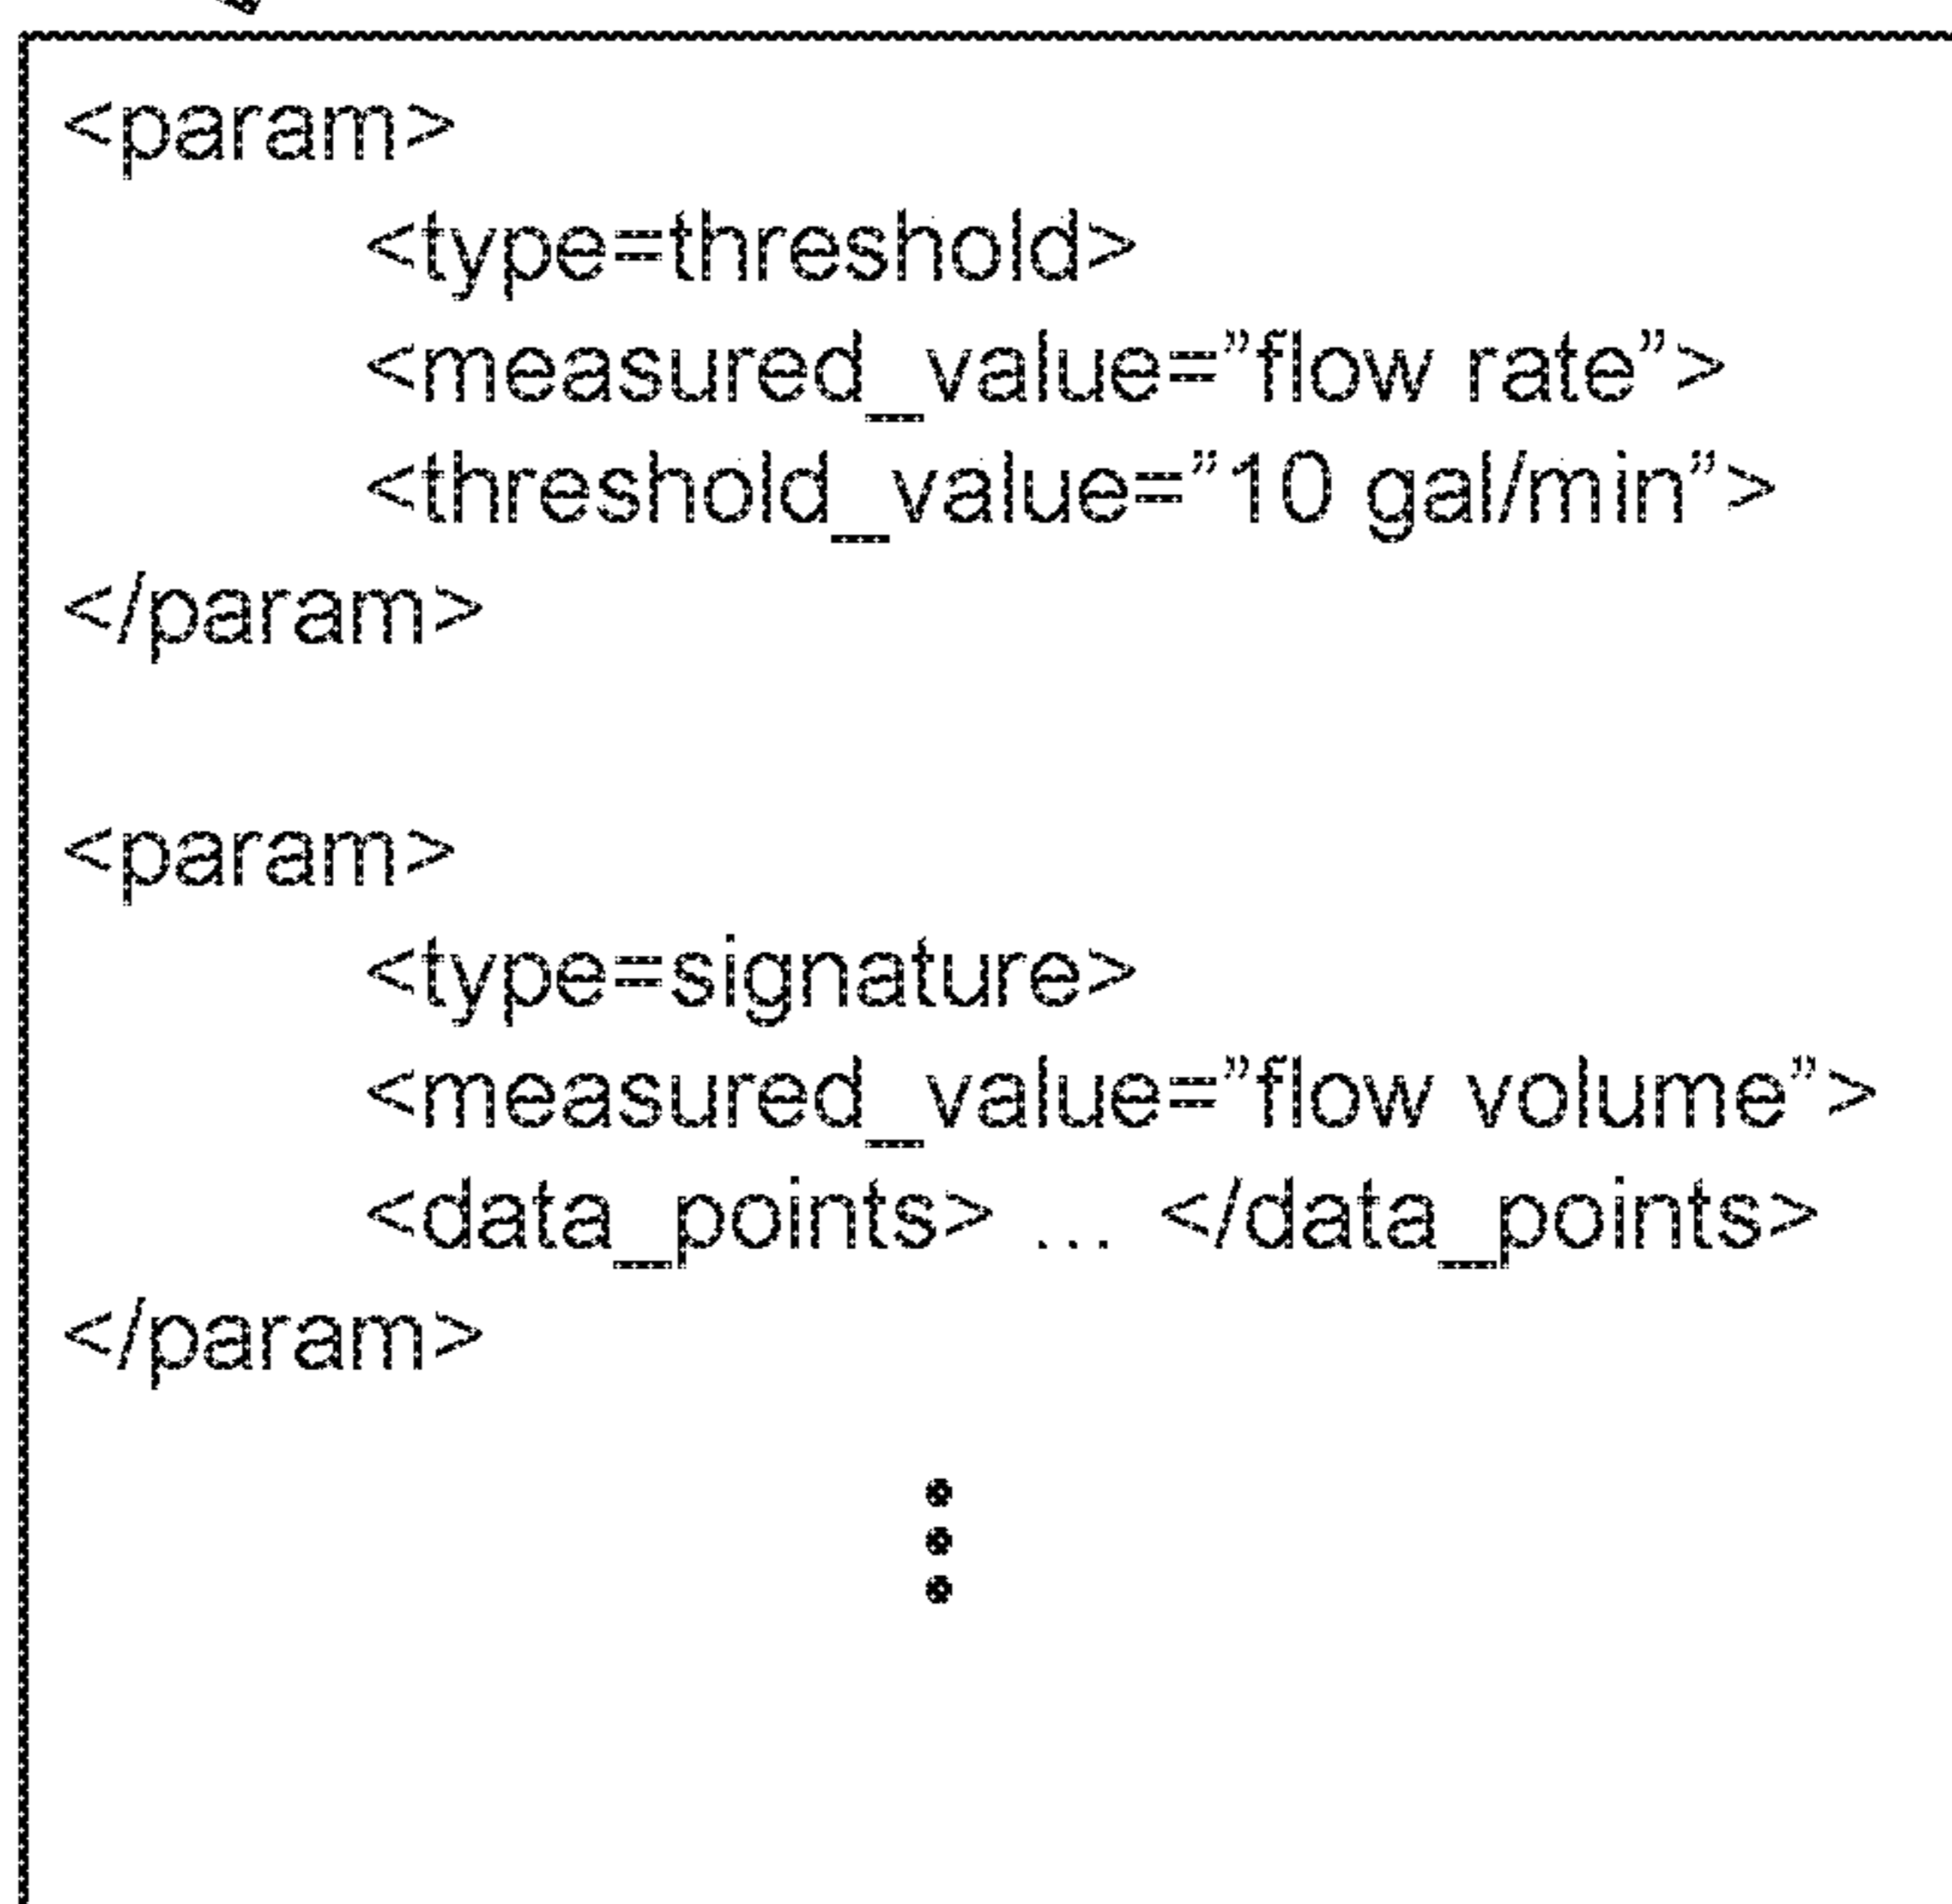 <param>
<type=threshold>
<measured_value=”flow rate”>
<threshold_value=”10 gal/min”>
</param>
<param>
<type=signature>
<measured_value=”flow volume”>
<data_points> ... </data_points>
</param>